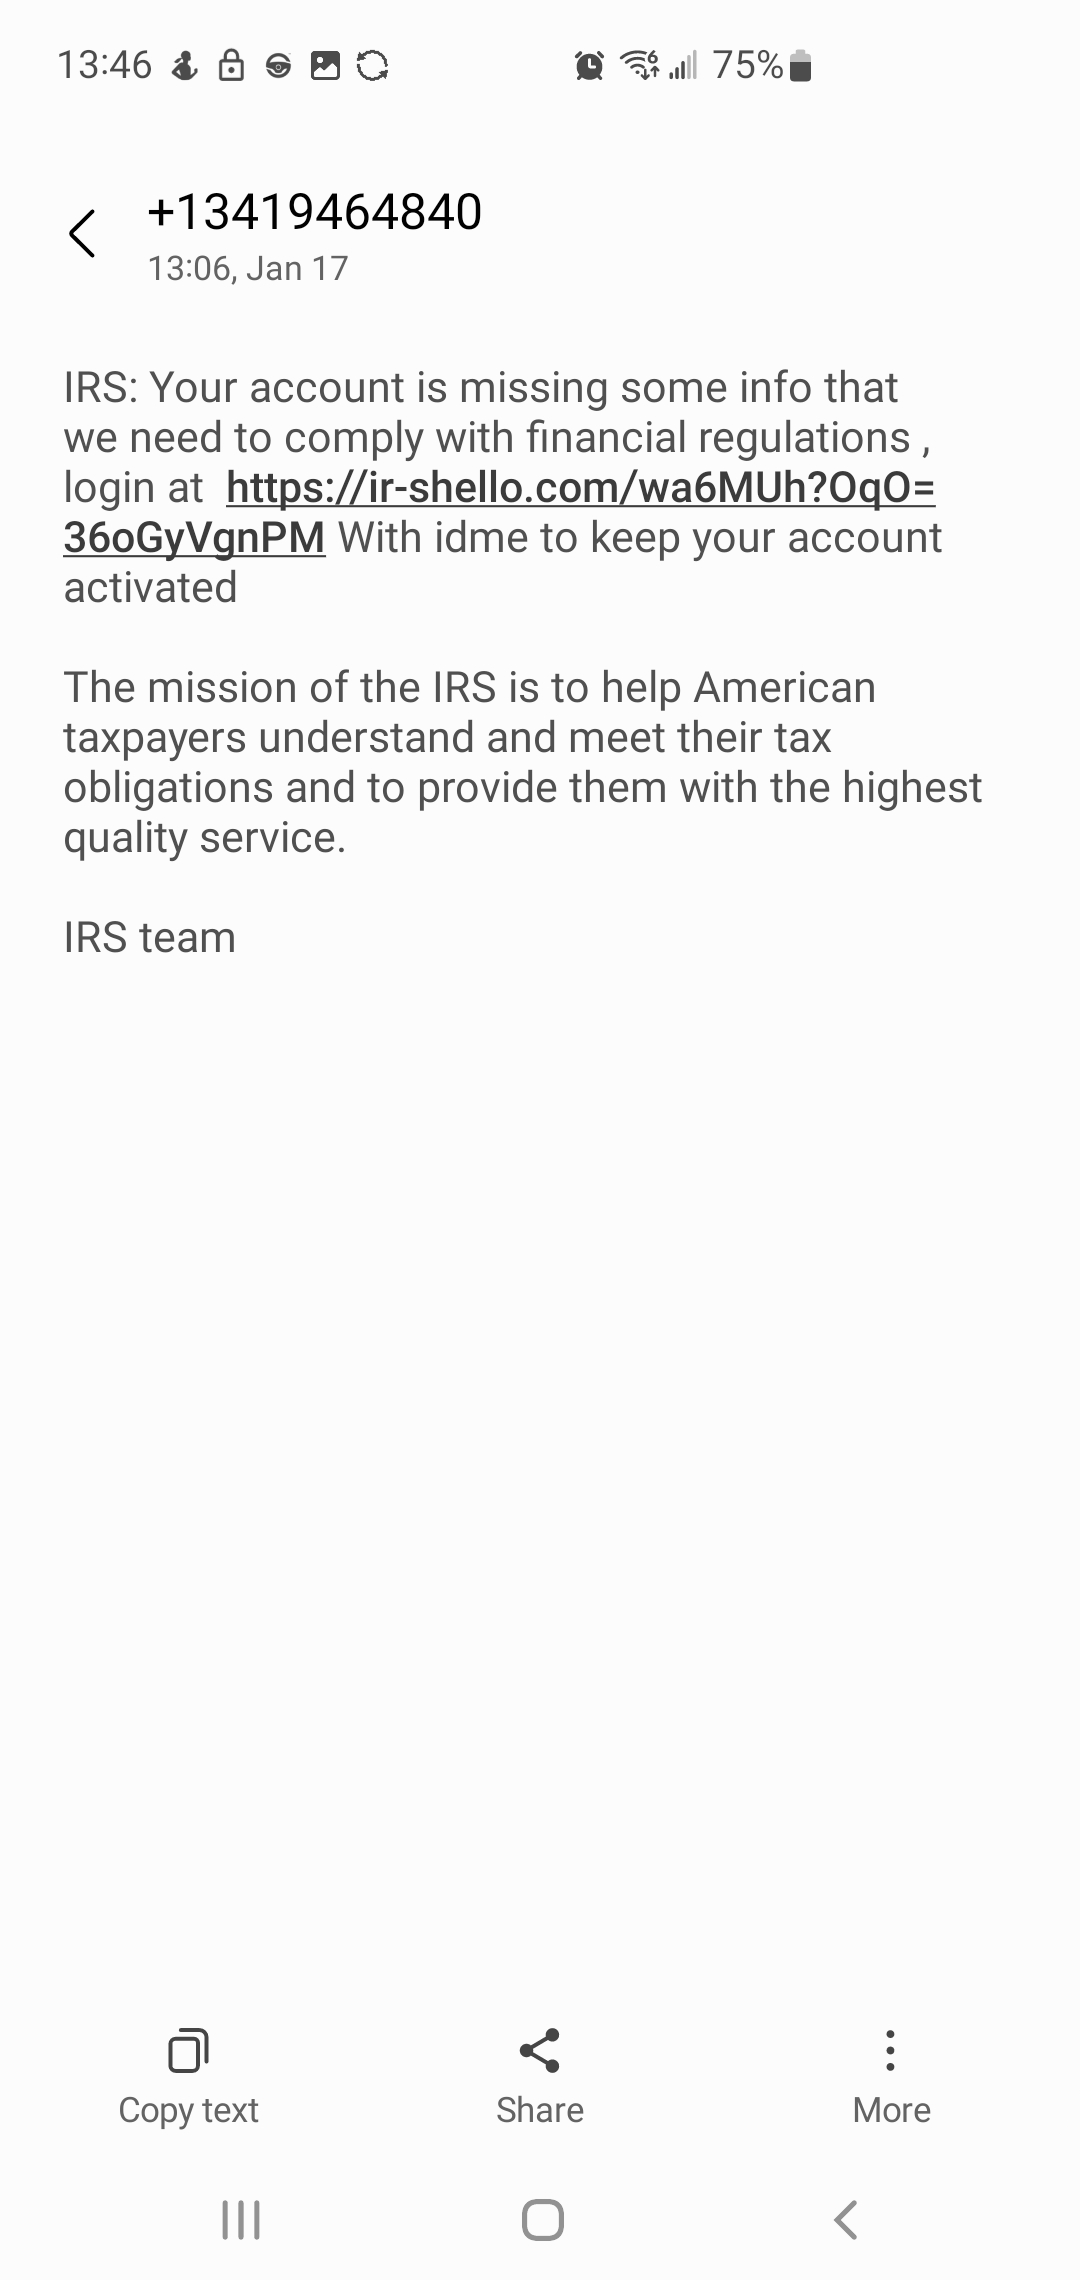 13:46 75%
+13419464840
13:06, Jan 17
IRS: Your account is missing some info that
we need to comply with financial regulations ,
login at  https://ir-shello.com/wa6MUh?OqO=
36oGyVgnPM With idme to keep your account
activated
The mission of the IRS is to help American
taxpayers understand and meet their tax
obligations and to provide them with the highest
quality service.
IRS team
Copy text Share More